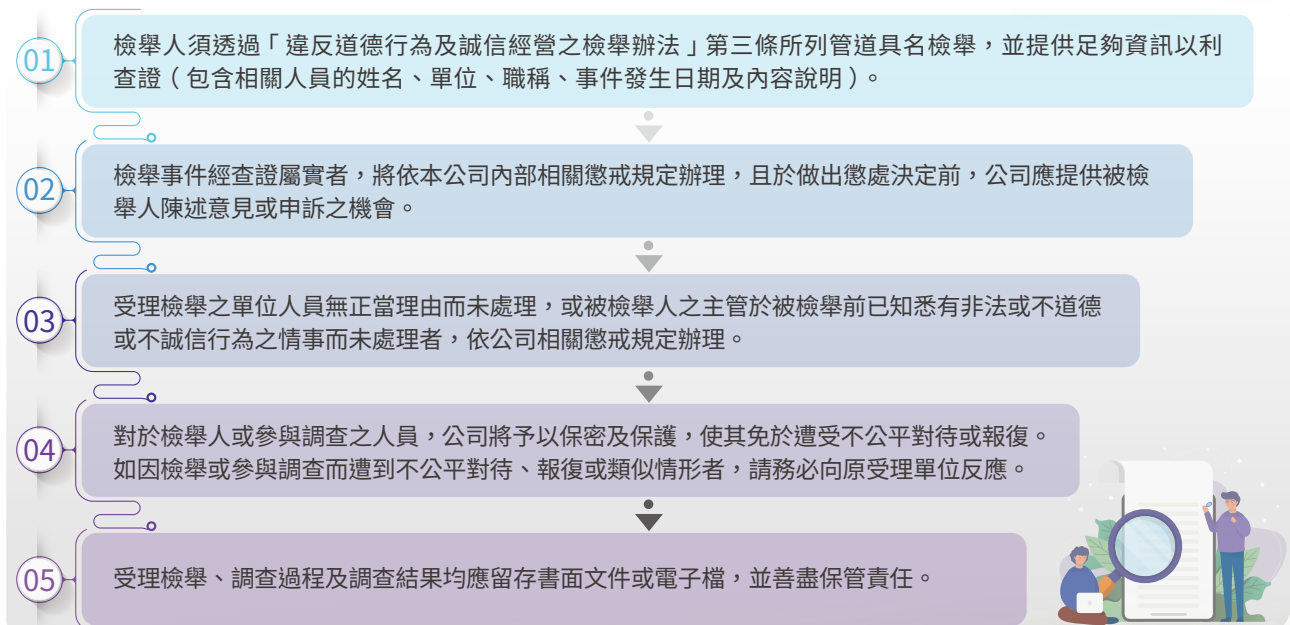 01
檢舉人須透過「違反道德行為及誠信經營之檢舉辦法」第三條所列管道具名檢舉，並提供足夠資訊以利
查證（包含相關人員的姓名、單位、職稱、事件發生日期及內容說明）。
02
檢舉事件經查證屬實者，將依本公司內部相關懲戒規定辦理，且於做出懲處決定前，公司應提供被檢
舉人陳述意見或申訴之機會。
03
受理檢舉之單位人員無正當理由而未處理，或被檢舉人之主管於被檢舉前已知悉有非法或不道德
或不誠信行為之情事而未處理者，依公司相關懲戒規定辦理。
04
對於檢舉人或參與調查之人員，公司將予以保密及保護，使其免於遭受不公平對待或報復。
如因檢舉或參與調查而遭到不公平對待、報復或類似情形者，請務必向原受理單位反應。
05
受理檢舉、調查過程及調查結果均應留存書面文件或電子檔，並善盡保管責任。